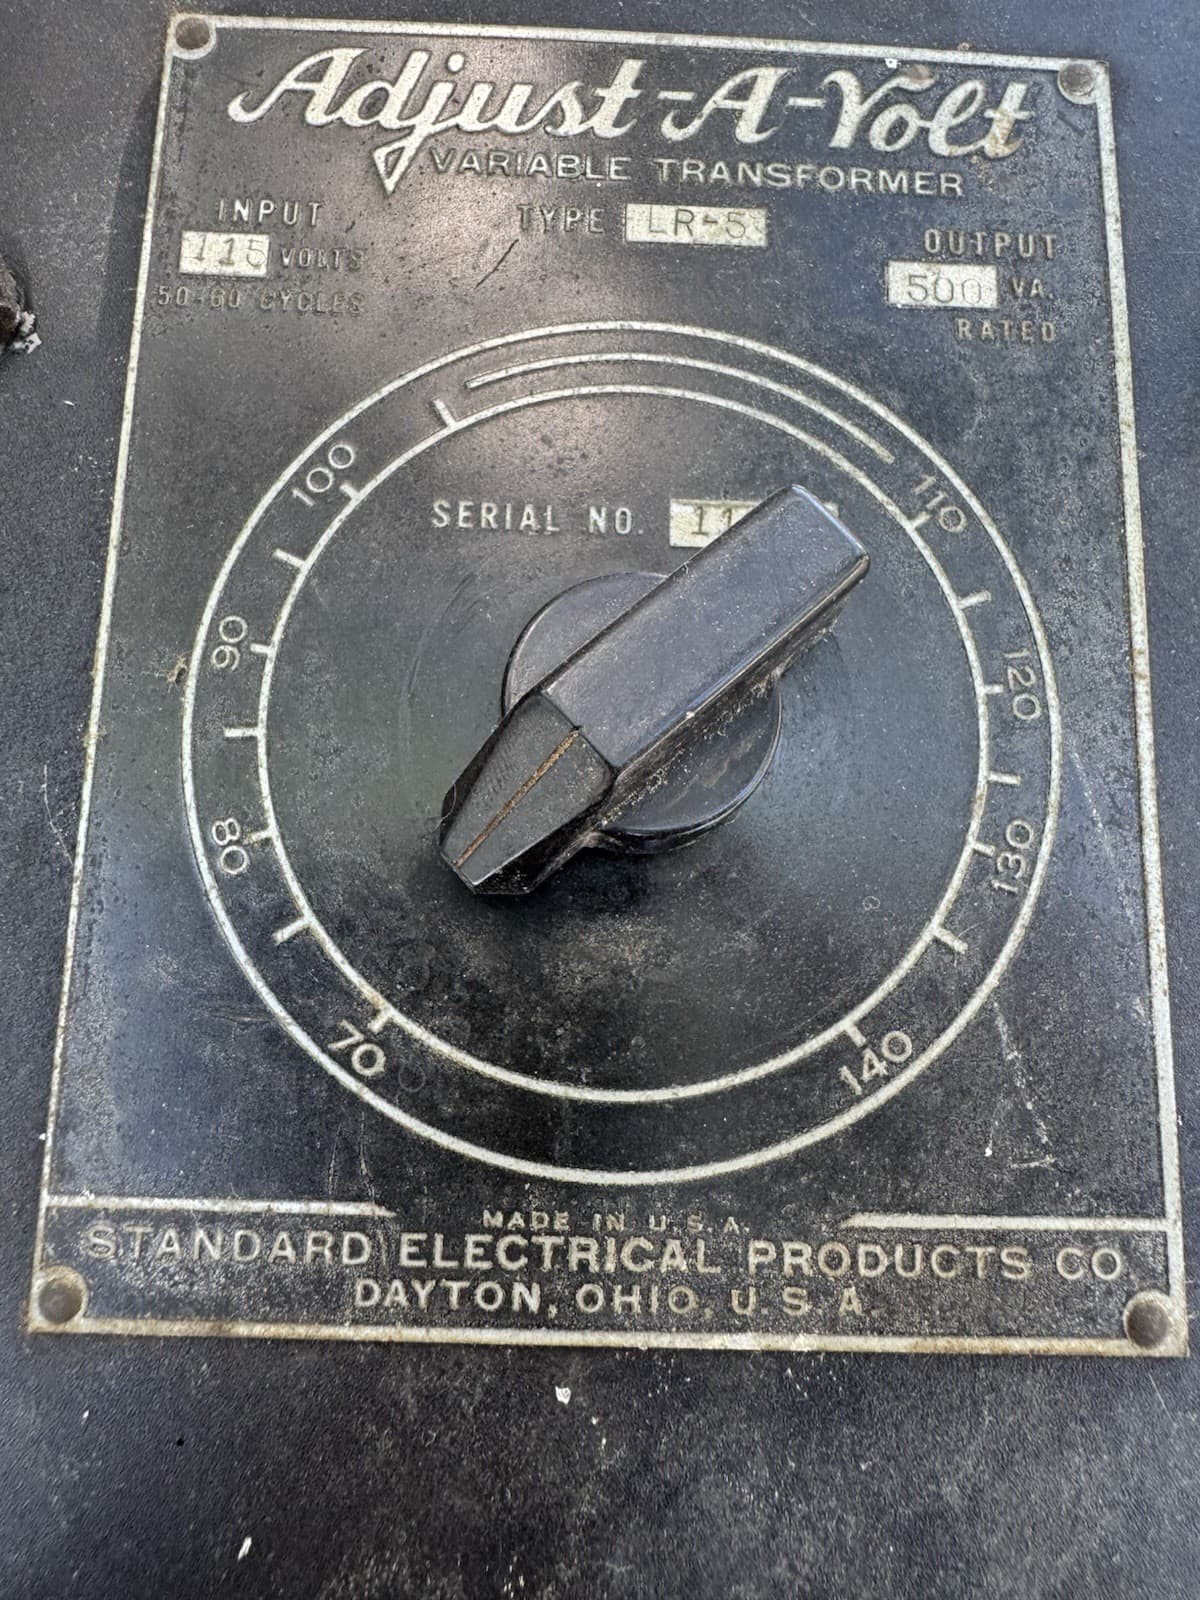 Adjust-A-Volt
VARIABLE TRANSFORMER
INPUT
115 VOLTS
50-60 CYCLES
TYPE LR-5
OUTPUT
500 VA.
RATED
100
90
80
70
110
120
130
140
SERIAL NO.
MADE IN U.S.A.
STANDARD ELECTRICAL PRODUCTS CO
DAYTON, OHIO, U.S.A.